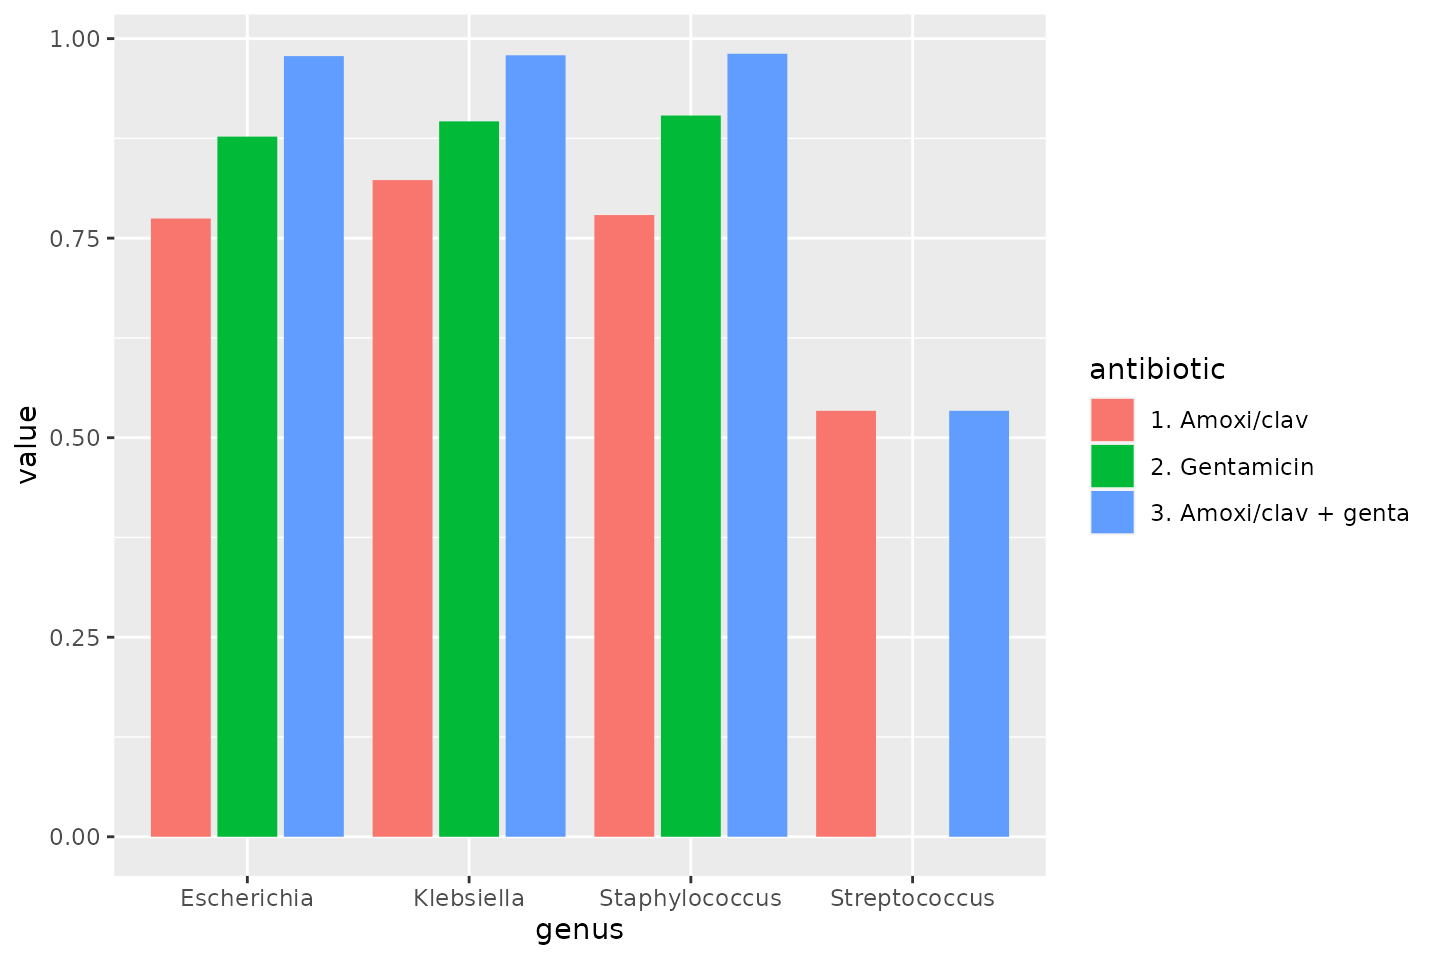 1.00
0.75
0.50
0.25
0.00
value
Escherichia Klebsiella Staphylococcus Streptococcus
genus
antibiotic
1. Amoxi/clav
2. Gentamicin
3. Amoxi/clav + genta